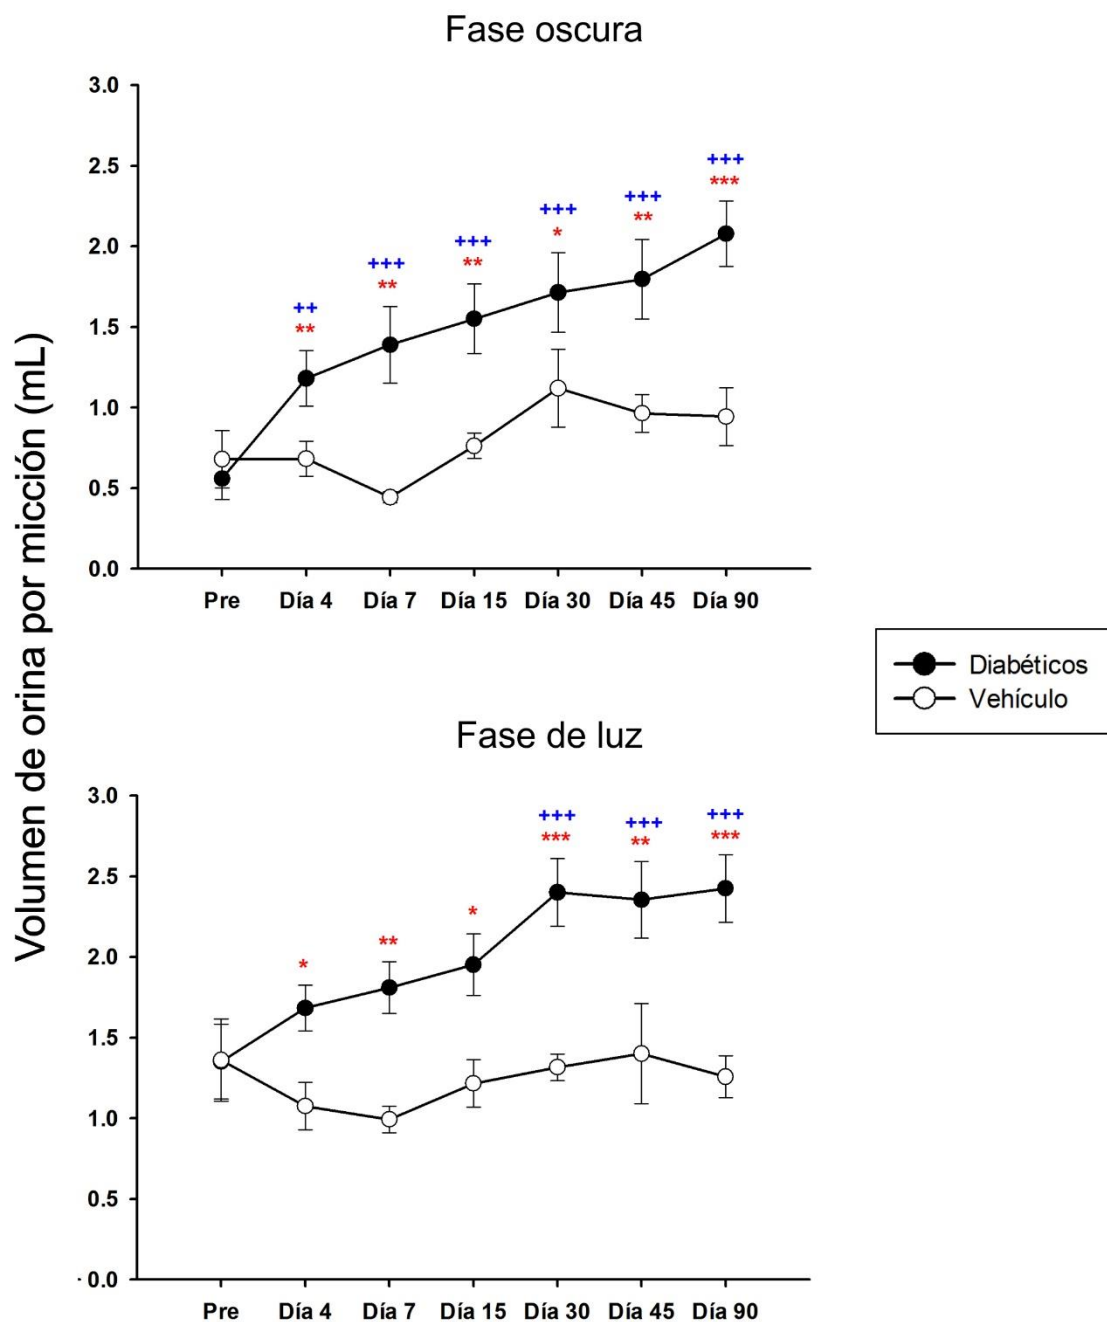 Fase oscura
Volumen de orina por micción (mL)
3.0
+++
***
2.5
+++
**
+++
*
+++
**
+++
**
2.0
++
**
1.5
1.0
0.5
0.0
Pre Día 4 Día 7 Día 15 Día 30 Día 45 Día 90
Diabéticos
Vehículo
Fase de luz
3.0
+++ +++ +++
*** ** ***
2.5
* ** *
2.0
1.5
1.0
0.5
0.0
Pre Día 4 Día 7 Día 15 Día 30 Día 45 Día 90